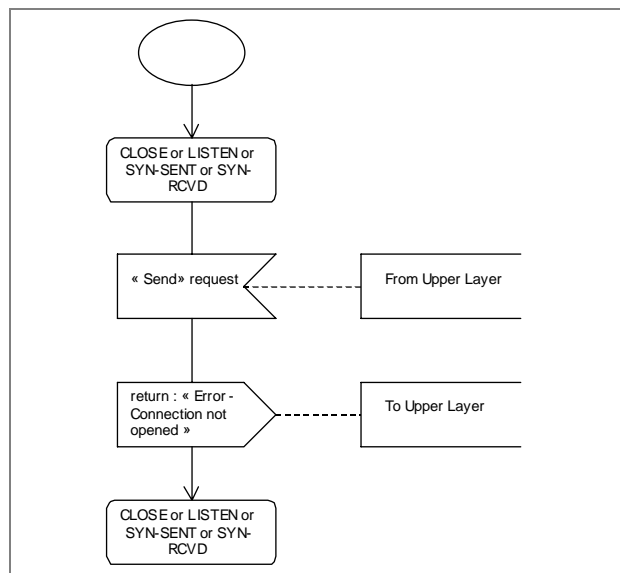 CLOSE or LISTEN or
SYN-SENT or SYN-
RCVD
« Send» request
From Upper Layer
return : « Error -
Connection not
opened »
To Upper Layer
CLOSE or LISTEN or
SYN-SENT or SYN-
RCVD